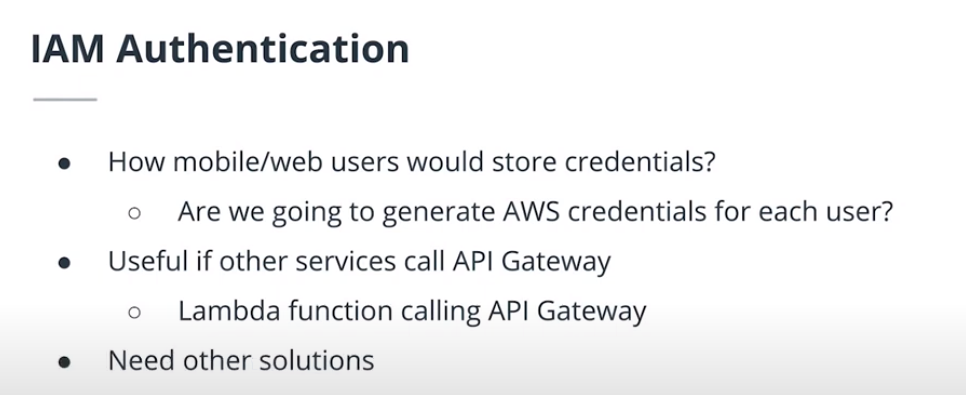 IAM Authentication
● How mobile/web users would store credentials?
○ Are we going to generate AWS credentials for each user?
● Useful if other services call API Gateway
○ Lambda function calling API Gateway
● Need other solutions